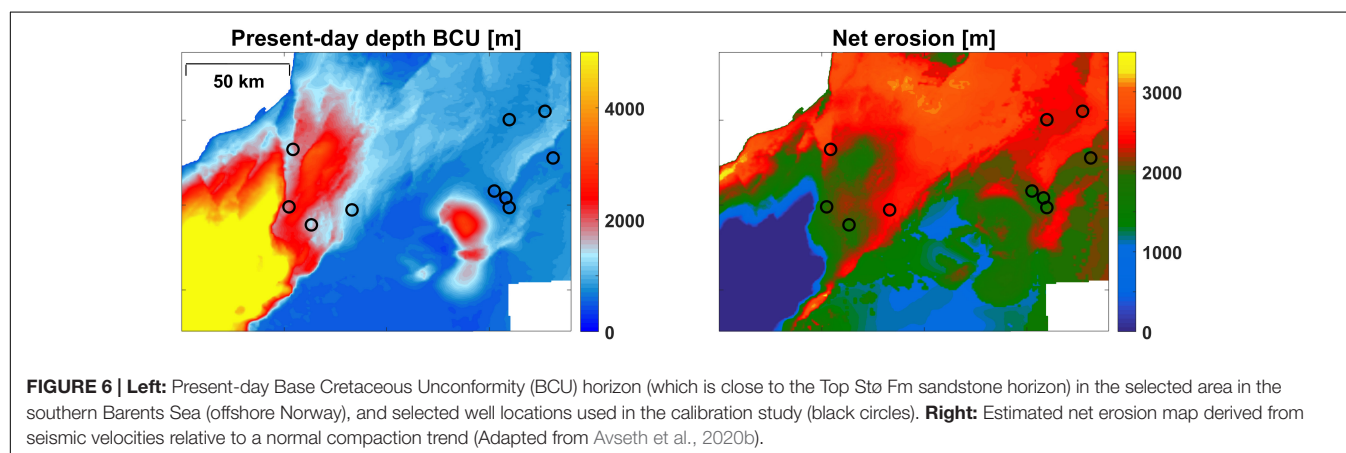 Present-day depth BCU [m]
50 km
4000
2000
0
Net erosion [m]
3000
2000
1000
0
FIGURE 6 | Left: Present-day Base Cretaceous Unconformity (BCU) horizon (which is close to the Top Stø Fm sandstone horizon) in the selected area in the
southern Barents Sea (offshore Norway), and selected well locations used in the calibration study (black circles). Right: Estimated net erosion map derived from
seismic velocities relative to a normal compaction trend (Adapted from Avseth et al., 2020b).